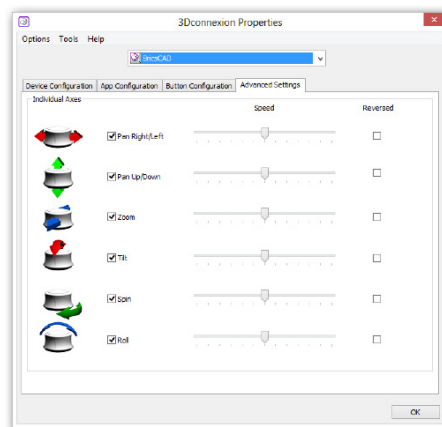 3Dconnexion Properties
Options Tools Help
BricsCAD
Device Configuration App Configuration Button Configuration Advanced Settings
Individual Axes
Speed Reversed
Pan Right/Left
Pan Up/Down
Zoom
Tilt
Spin
Roll
OK